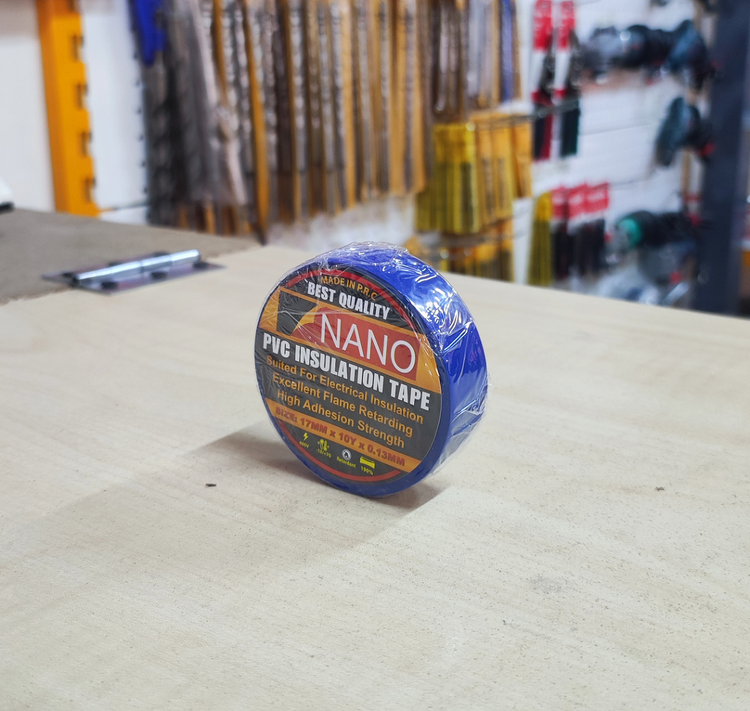 MADE IN P.R.C
BEST QUALITY
NANO
PVC INSULATION TAPE
Suited For Electrical Insulation
Excellent Flame Retarding
High Adhesion Strength
SIZE: 17MM x 10Y x 0.13MM